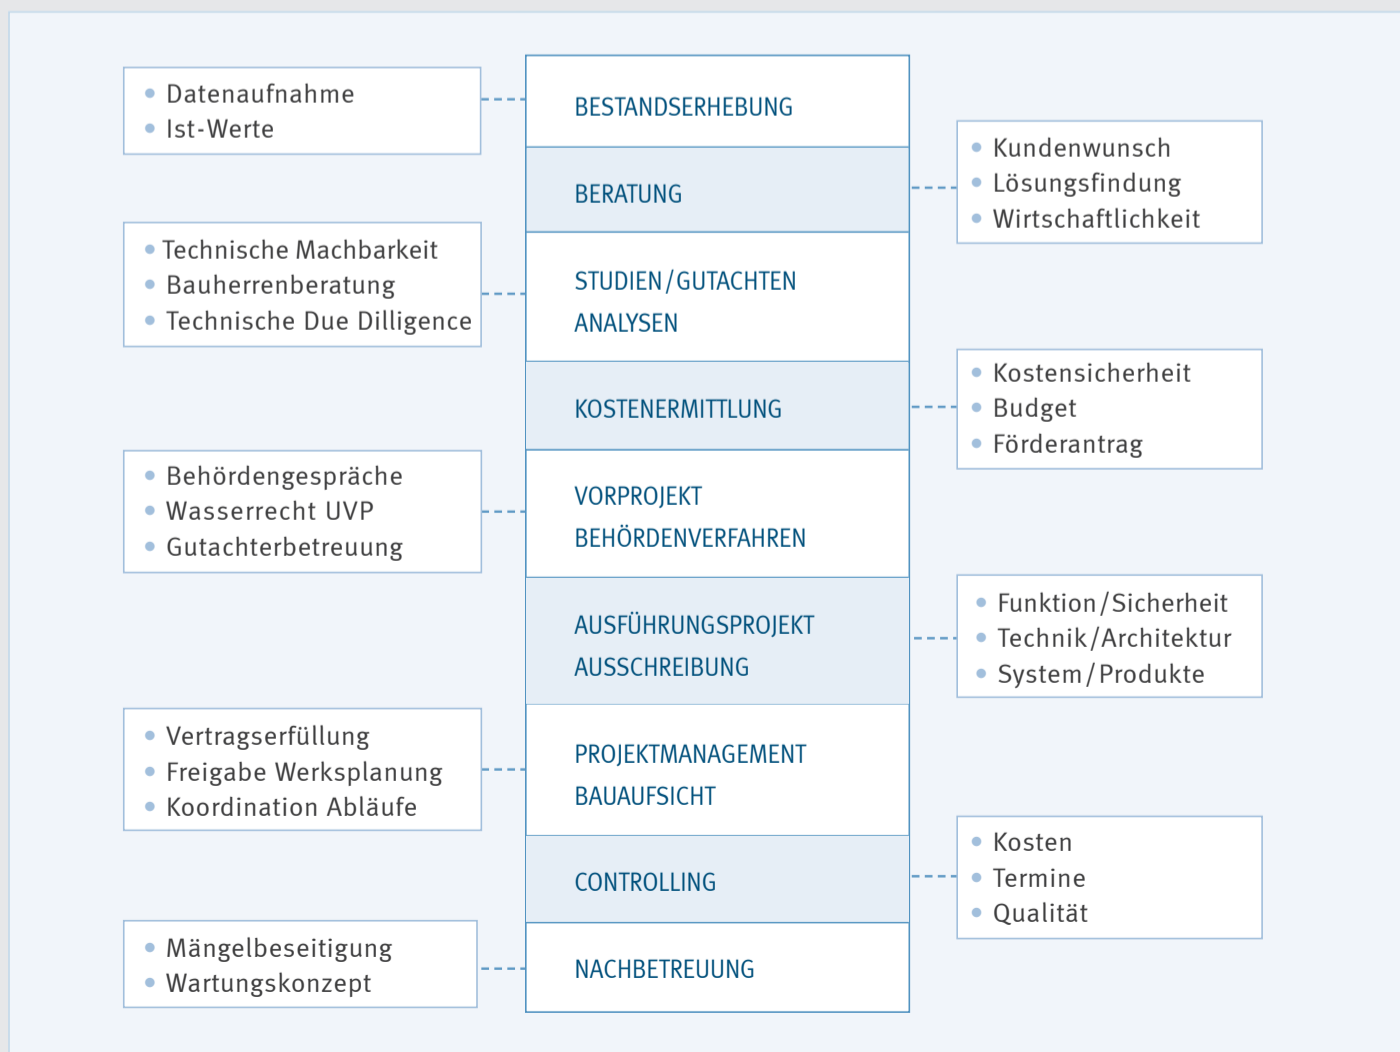 Datenaufnahme
Ist-Werte
BESTANDSERHEBUNG
BERATUNG
Kundenwunsch
Lösungsfindung
Wirtschaftlichkeit
Technische Machbarkeit
Bauherrenberatung
Technische Due Dilligence
STUDIEN/GUTACHTEN
ANALYSEN
KOSTENERMITTLUNG
Kostensicherheit
Budget
Förderantrag
Behördengespräche
Wasserrecht UVP
Gutachterbetreuung
VORPROJEKT
BEHÖRDENVERFAHREN
AUSFÜHRUNGSPROJEKT
AUSSCHREIBUNG
Funktion/Sicherheit
Technik/Architektur
System/Produkte
Vertragserfüllung
Freigabe Werksplanung
Koordination Abläufe
PROJEKTMANAGEMENT
BAUAUFSICHT
CONTROLLING
Kosten
Termine
Qualität
Mängelbeseitigung
Wartungskonzept
NACHBETREUUNG